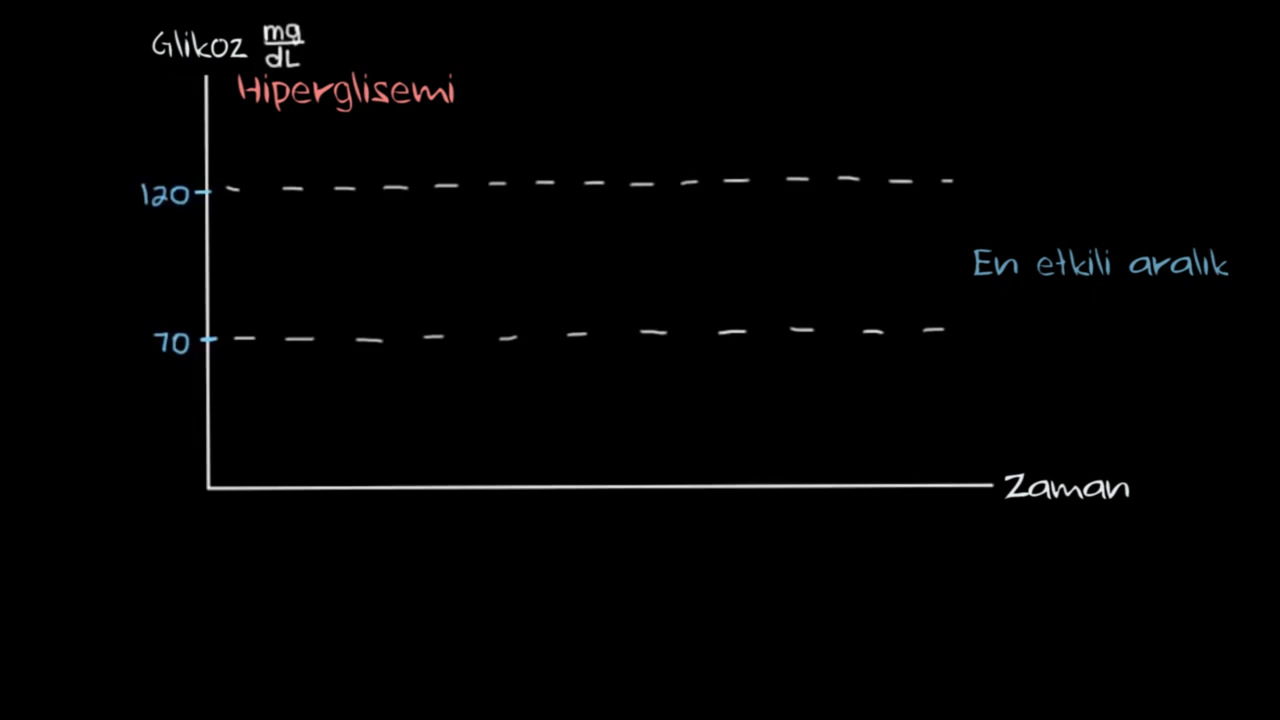 Glikoz mg/dL
Hiperglisemi
120
En etkili aralık
70
Zaman